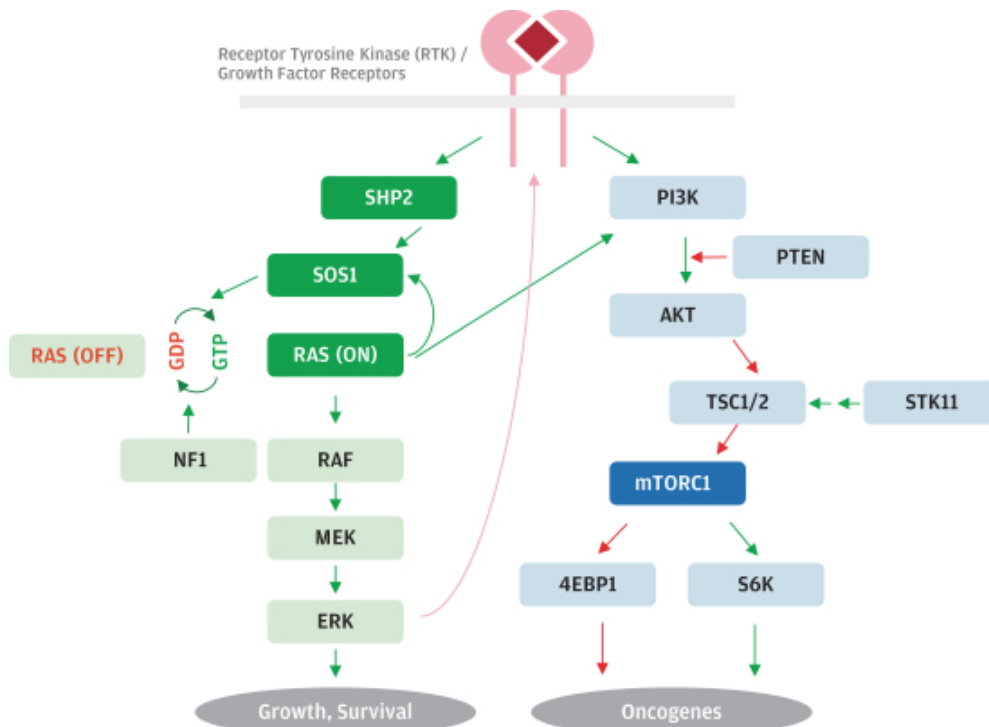 Receptor Tyrosine Kinase (RTK) /
Growth Factor Receptors
SHP2
PI3K
SOS1
PTEN
AKT
RAS (OFF)
GDP
GTP
RAS (ON)
TSC1/2
STK11
NF1
RAF
mTORC1
MEK
4EBP1
S6K
ERK
Growth, Survival
Oncogenes